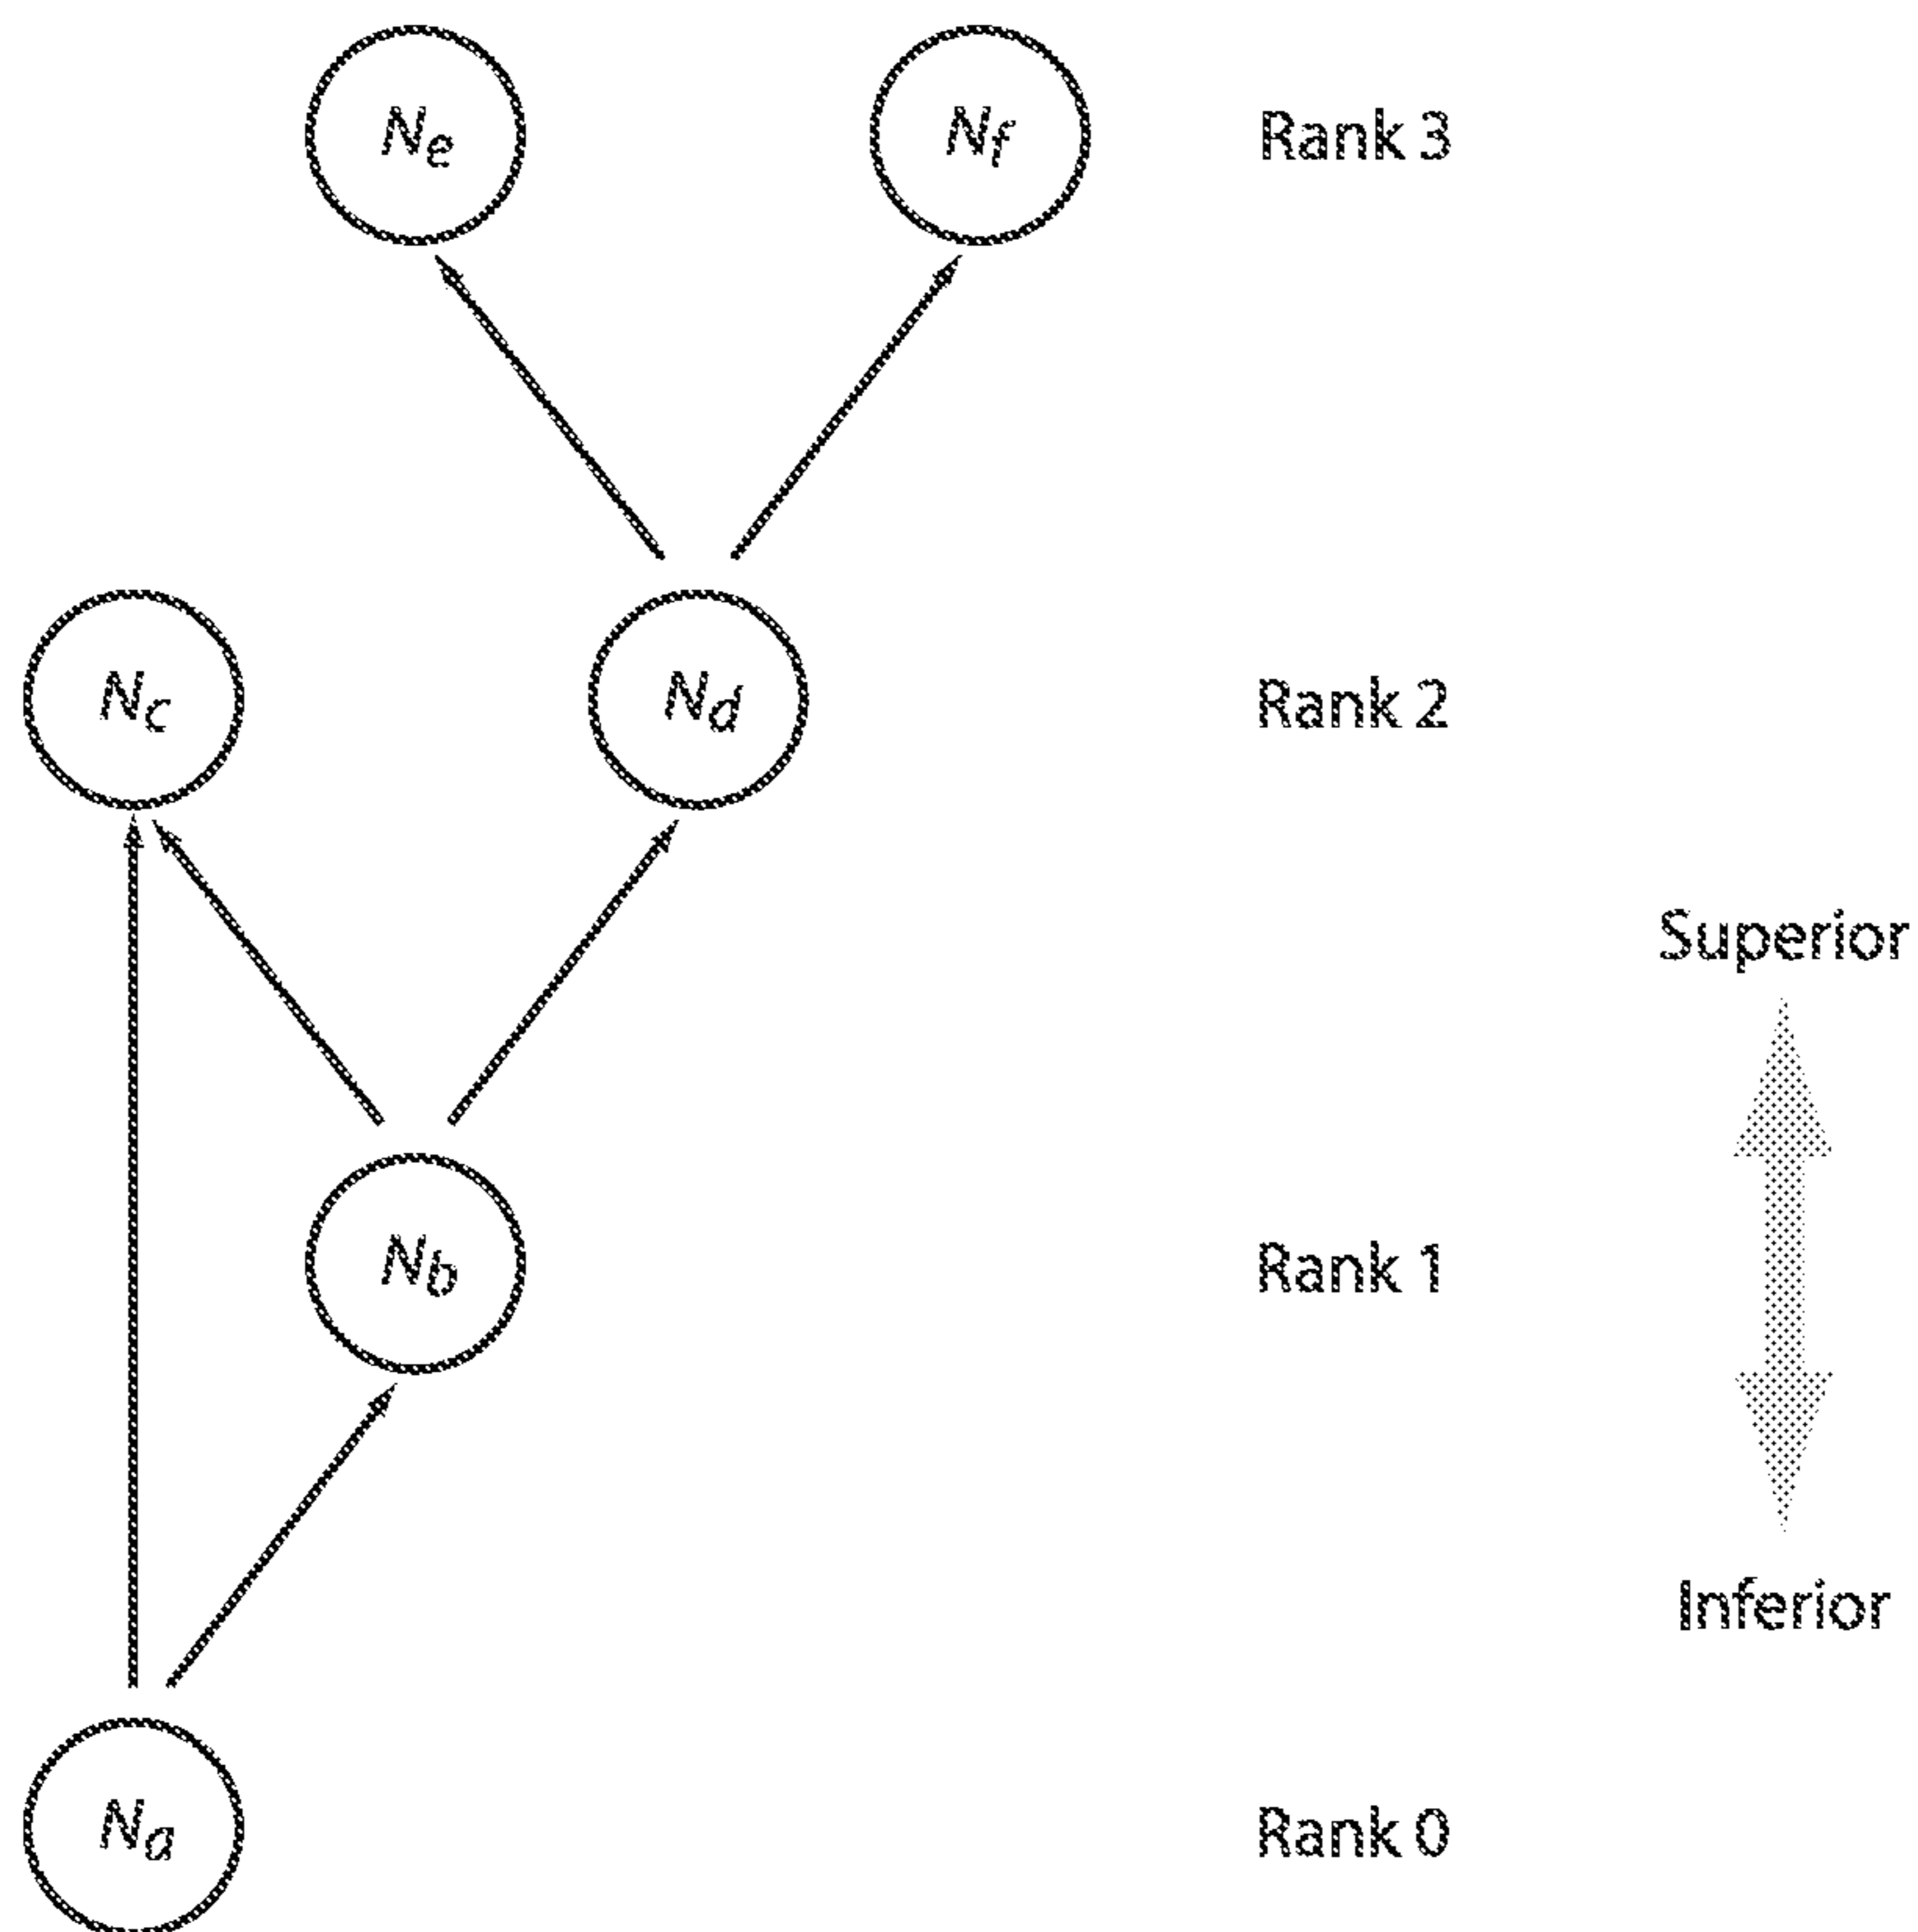 Ne Nf Rank 3
Nc Nd Rank 2
Superior
Nb Rank 1
Inferior
Na Rank 0